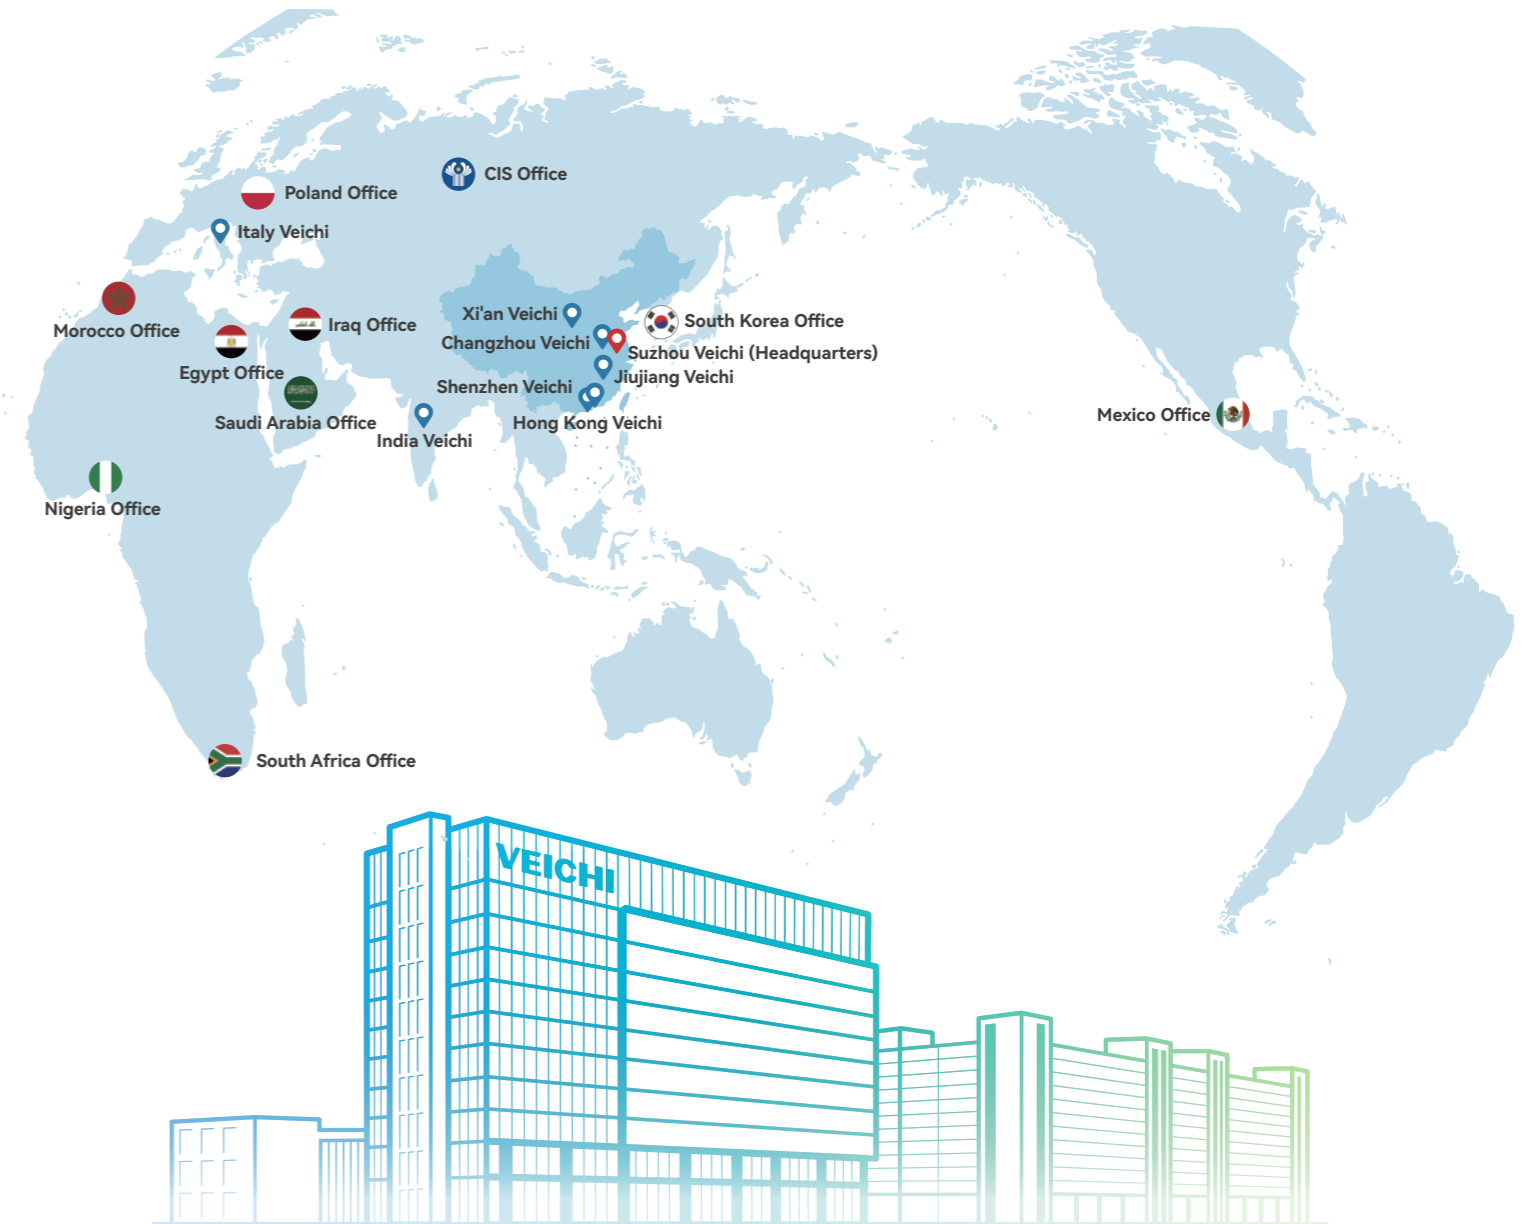 CIS Office
Poland Office
Italy Veichi
Morocco Office
Iraq Office
Egypt Office
Saudi Arabia Office
India Veichi
Nigeria Office
South Africa Office
Xi'an Veichi
South Korea Office
Changzhou Veichi
Suzhou Veichi (Headquarters)
Jiujiang Veichi
Shenzhen Veichi
Hong Kong Veichi
Mexico Office
VEICHI